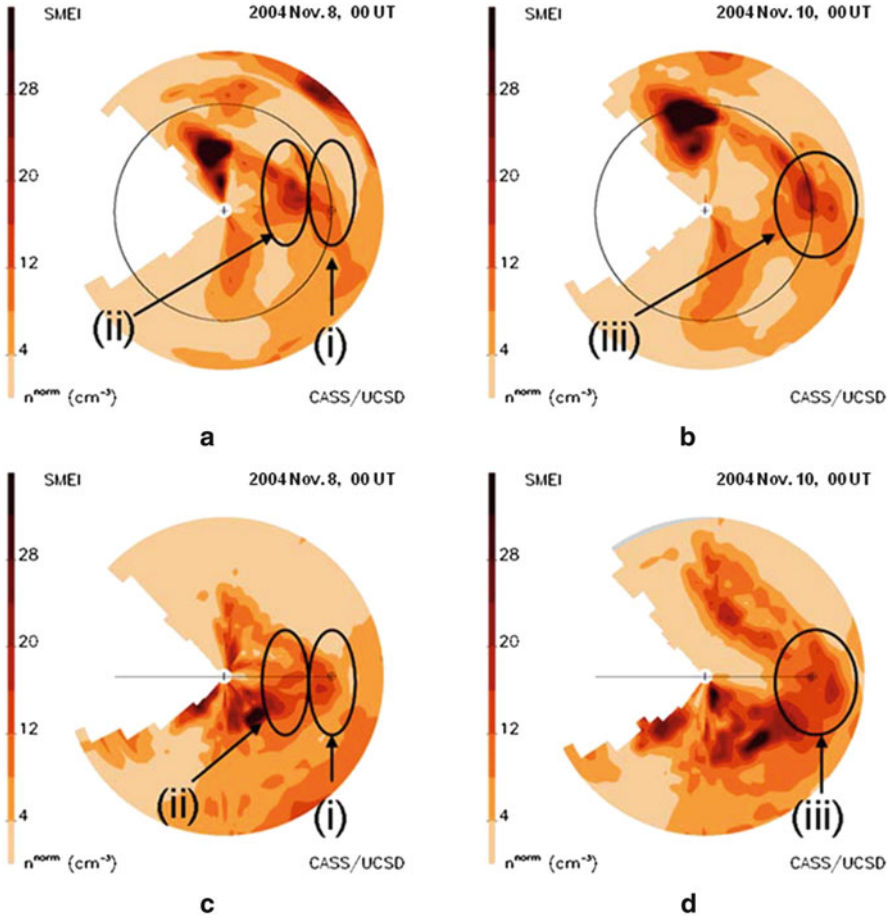 SMEI 2004 Nov. 8, 00 UT
28
20
12
4
(ii)
(i)
n^norm (cm⁻³) CASS/UCSD
a
SMEI 2004 Nov. 10, 00 UT
28
20
12
4
(iii)
n^norm (cm⁻³) CASS/UCSD
b
SMEI 2004 Nov. 8, 00 UT
28
20
12
4
(ii)
(i)
n^norm (cm⁻³) CASS/UCSD
c
SMEI 2004 Nov. 10, 00 UT
28
20
12
4
(iii)
n^norm (cm⁻³) CASS/UCSD
d